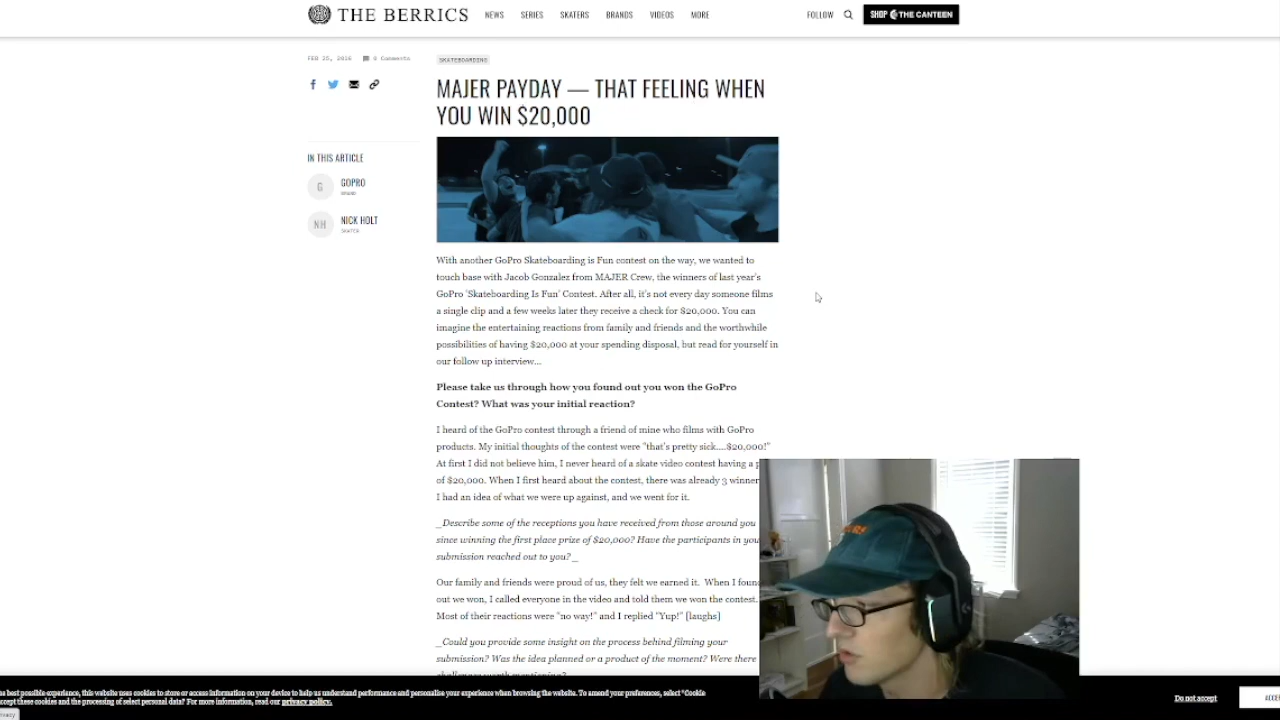 THE BERRICS
NEWS SERIES SKATERS BRANDS VIDEOS MORE
FOLLOW
SHOP THE CANTEEN
FEB 25, 2016 0 Comments
SKATEBOARDING
MAJER PAYDAY — THAT FEELING WHEN
YOU WIN $20,000
IN THIS ARTICLE
G GOPRO
BRAND
NH NICK HOLT
SKATER
With another GoPro Skateboarding is Fun contest on the way, we wanted to
touch base with Jacob Gonzalez from MAJER Crew, the winners of last year's
GoPro 'Skateboarding Is Fun' Contest. After all, it's not every day someone films
a single clip and a few weeks later they receive a check for $20,000. You can
imagine the entertaining reactions from family and friends and the worthwhile
possibilities of having $20,000 at your spending disposal, but read for yourself in
our follow up interview...
Please take us through how you found out you won the GoPro
Contest? What was your initial reaction?
I heard of the GoPro contest through a friend of mine who films with GoPro
products. My initial thoughts of the contest were "that's pretty sick....$20,000!"
At first I did not believe him, I never heard of a skate video contest having a
of $20,000. When I first heard about the contest, there was already 3 winner
I had an idea of what we were up against, and we went for it.
_Describe some of the receptions you have received from those around you
since winning the first place prize of $20,000? Have the participants in you
submission reached out to you?_
Our family and friends were proud of us, they felt we earned it. When I foun
out we won, I called everyone in the video and told them we won the contest.
Most of their reactions were "no way!" and I replied "Yup!" [laughs]
_Could you provide some insight on the process behind filming your
submission? Was the idea planned or a product of the moment? Were there
he best possible experience, this website uses cookies to store or access information on your device to help us understand performance and personalise your experience when browsing the website. To amend your preferences, select "Cookie
ccept these cookies and the processing of select personal data? For more information, read our privacy policy.
Do not accept
ACCE